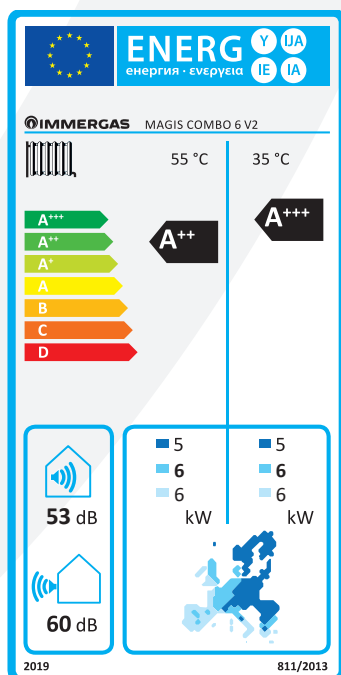 ENERG Y IJA
енергия · ενεργεια IE IA
IMMERGAS MAGIS COMBO 6 V2
55 °C 35 °C
A+++
A++
A+
A
B
C
D
A++
A+++
53 dB
60 dB
5 5
6 6
6 6
kW kW
2019 811/2013